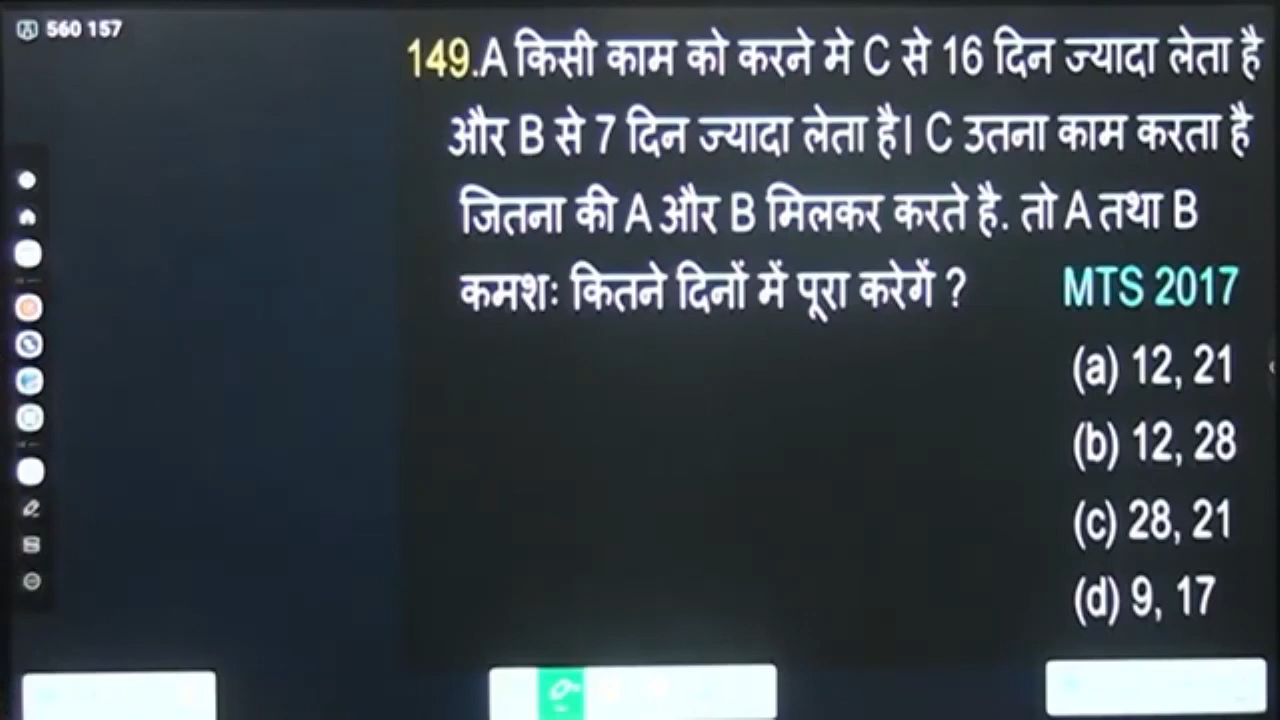 560 157
149.A किसी काम को करने मे C से 16 दिन ज्यादा लेता है
और B से 7 दिन ज्यादा लेता है। C उतना काम करता है
जितना की A और B मिलकर करते है. तो A तथा B
कमशः कितने दिनों में पूरा करेगें ?
MTS 2017
(a) 12, 21
(b) 12, 28
(c) 28, 21
(d) 9, 17